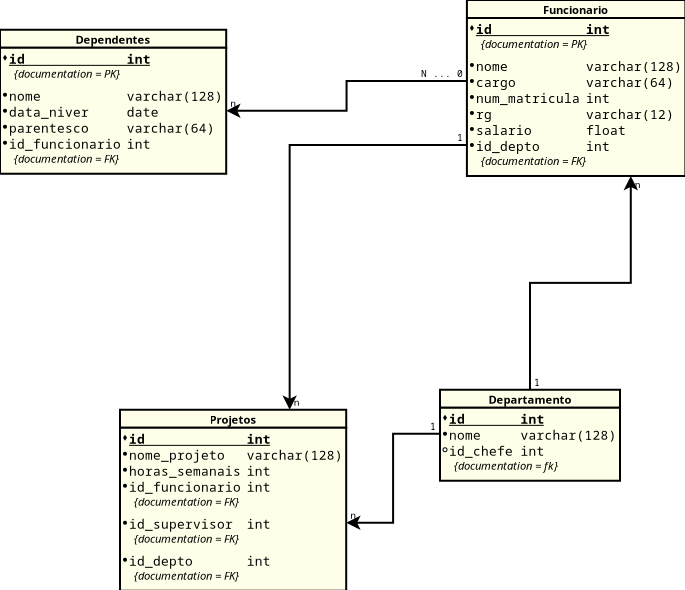 Dependentes
id int
{documentation = PK}
nome varchar(128)
data_niver date
parentesco varchar(64)
id_funcionario int
{documentation = FK}
n
N ... 0
Funcionario
id int
{documentation = PK}
nome varchar(128)
cargo varchar(64)
num_matricula int
rg varchar(12)
salario float
id_depto int
{documentation = FK}
1
n
n
1
Projetos
id int
nome_projeto varchar(128)
horas_semanais int
id_funcionario int
{documentation = FK}
id_supervisor int
{documentation = FK}
id_depto int
{documentation = FK}
1
n
Departamento
id int
nome varchar(128)
id_chefe int
{documentation = fk}